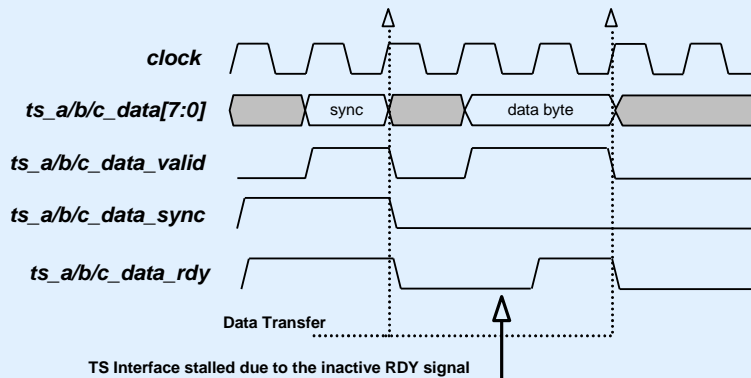 clock
ts_a/b/c_data[7:0]
sync
data byte
ts_a/b/c_data_valid
ts_a/b/c_data_sync
ts_a/b/c_data_rdy
Data Transfer
TS Interface stalled due to the inactive RDY signal